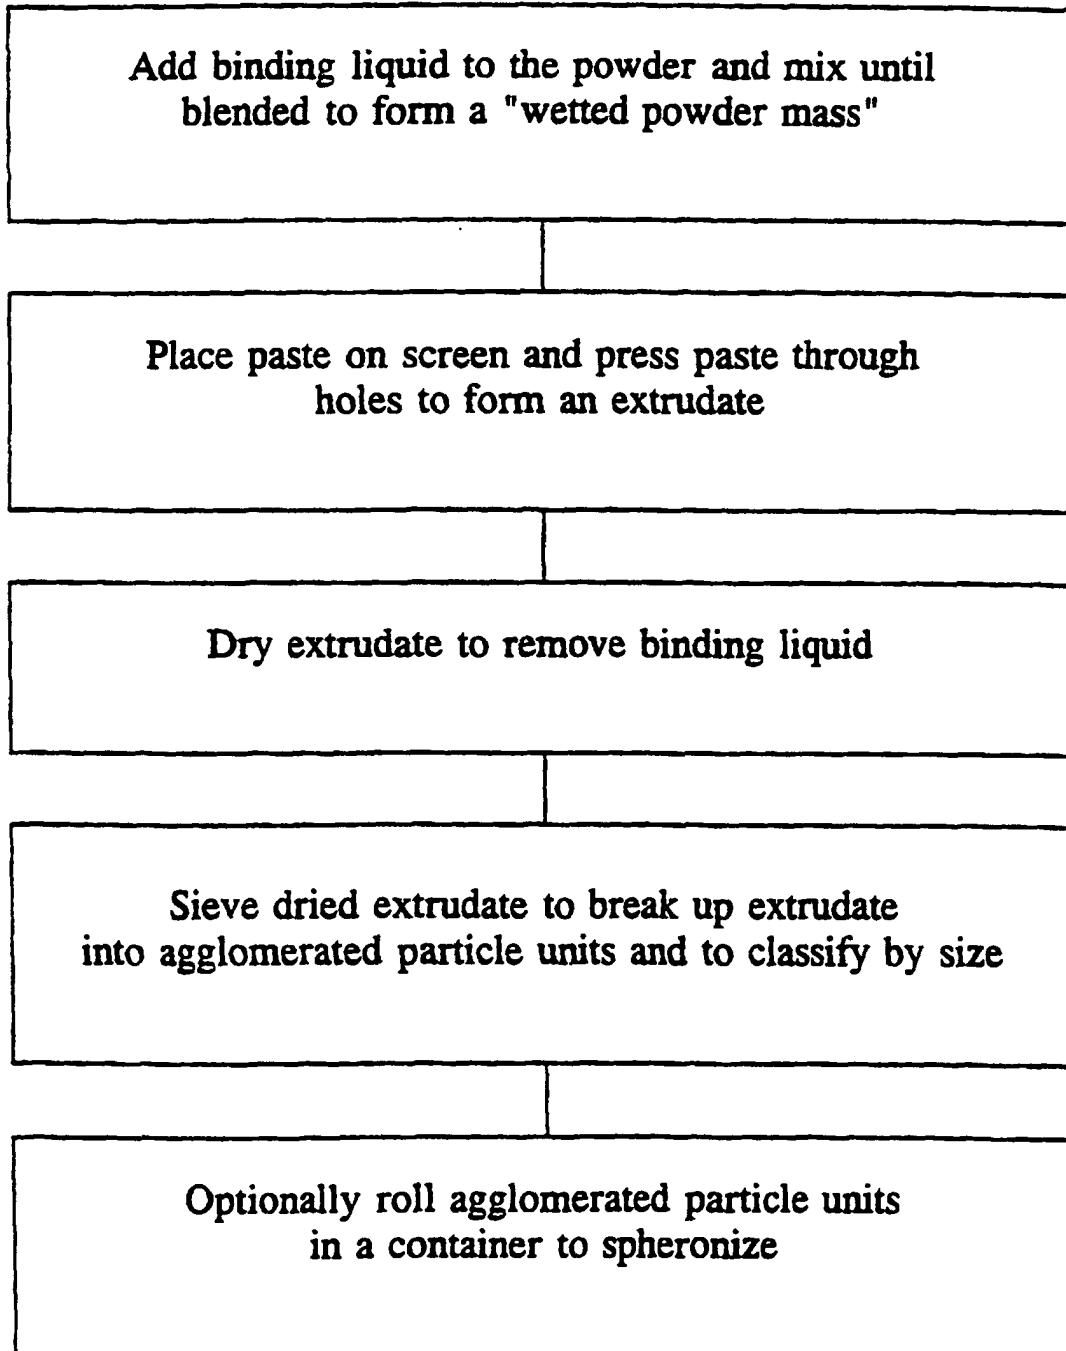 Add binding liquid to the powder and mix until
blended to form a "wetted powder mass"
Place paste on screen and press paste through
holes to form an extrudate
Dry extrudate to remove binding liquid
Sieve dried extrudate to break up extrudate
into agglomerated particle units and to classify by size
Optionally roll agglomerated particle units
in a container to spheronize